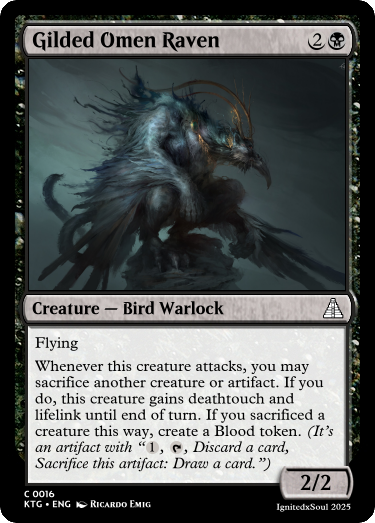 Gilded Omen Raven 2
Creature — Bird Warlock
Flying
Whenever this creature attacks, you may
sacrifice another creature or artifact. If you
do, this creature gains deathtouch and
lifelink until end of turn. If you sacrificed a
creature this way, create a Blood token. (It's
an artifact with “1, , Discard a card,
Sacrifice this artifact: Draw a card.”)
2/2
C 0016
KTG • ENG Ricardo Emig
IgnitedxSoul 2025